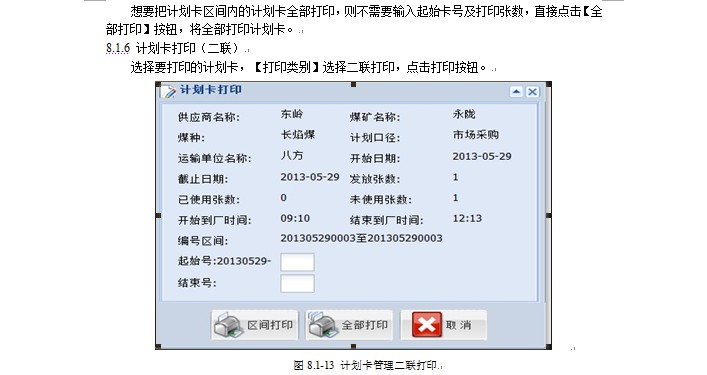 想要把计划卡区间内的计划卡全部打印，则不需要输入起始卡号及打印张数，直接点击【全
部打印】按钮，将全部打印计划卡。
8.1.6 计划卡打印（二联）
选择要打印的计划卡，【打印类别】选择二联打印，点击打印按钮。
计划卡打印
供应商名称: 东岭 煤矿名称: 永陇
煤种: 长焰煤 计划口径: 市场采购
运输单位名称: 八方 开始日期: 2013-05-29
截止日期: 2013-05-29 发放张数: 1
已使用张数: 0 未使用张数: 1
开始到厂时间: 09:10 结束到厂时间: 12:13
编号区间: 201305290003至201305290003
起始号:20130529-
结束号:
区间打印 全部打印 取消
图 8.1-13 计划卡管理二联打印